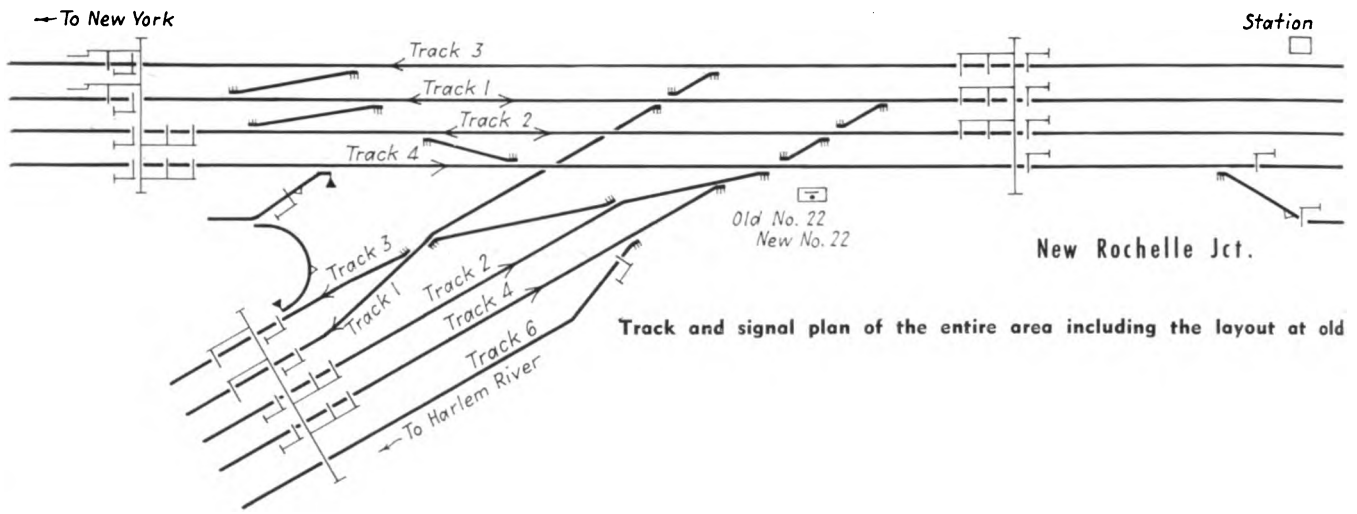 To New York
Station
Track 3
Track 1
Track 2
Track 4
Old No. 22
New No. 22
New Rochelle Jct.
Track 3
Track 2
Track 1
Track 4
Track 6
Track and signal plan of the entire area including the layout at old
To Harlem River